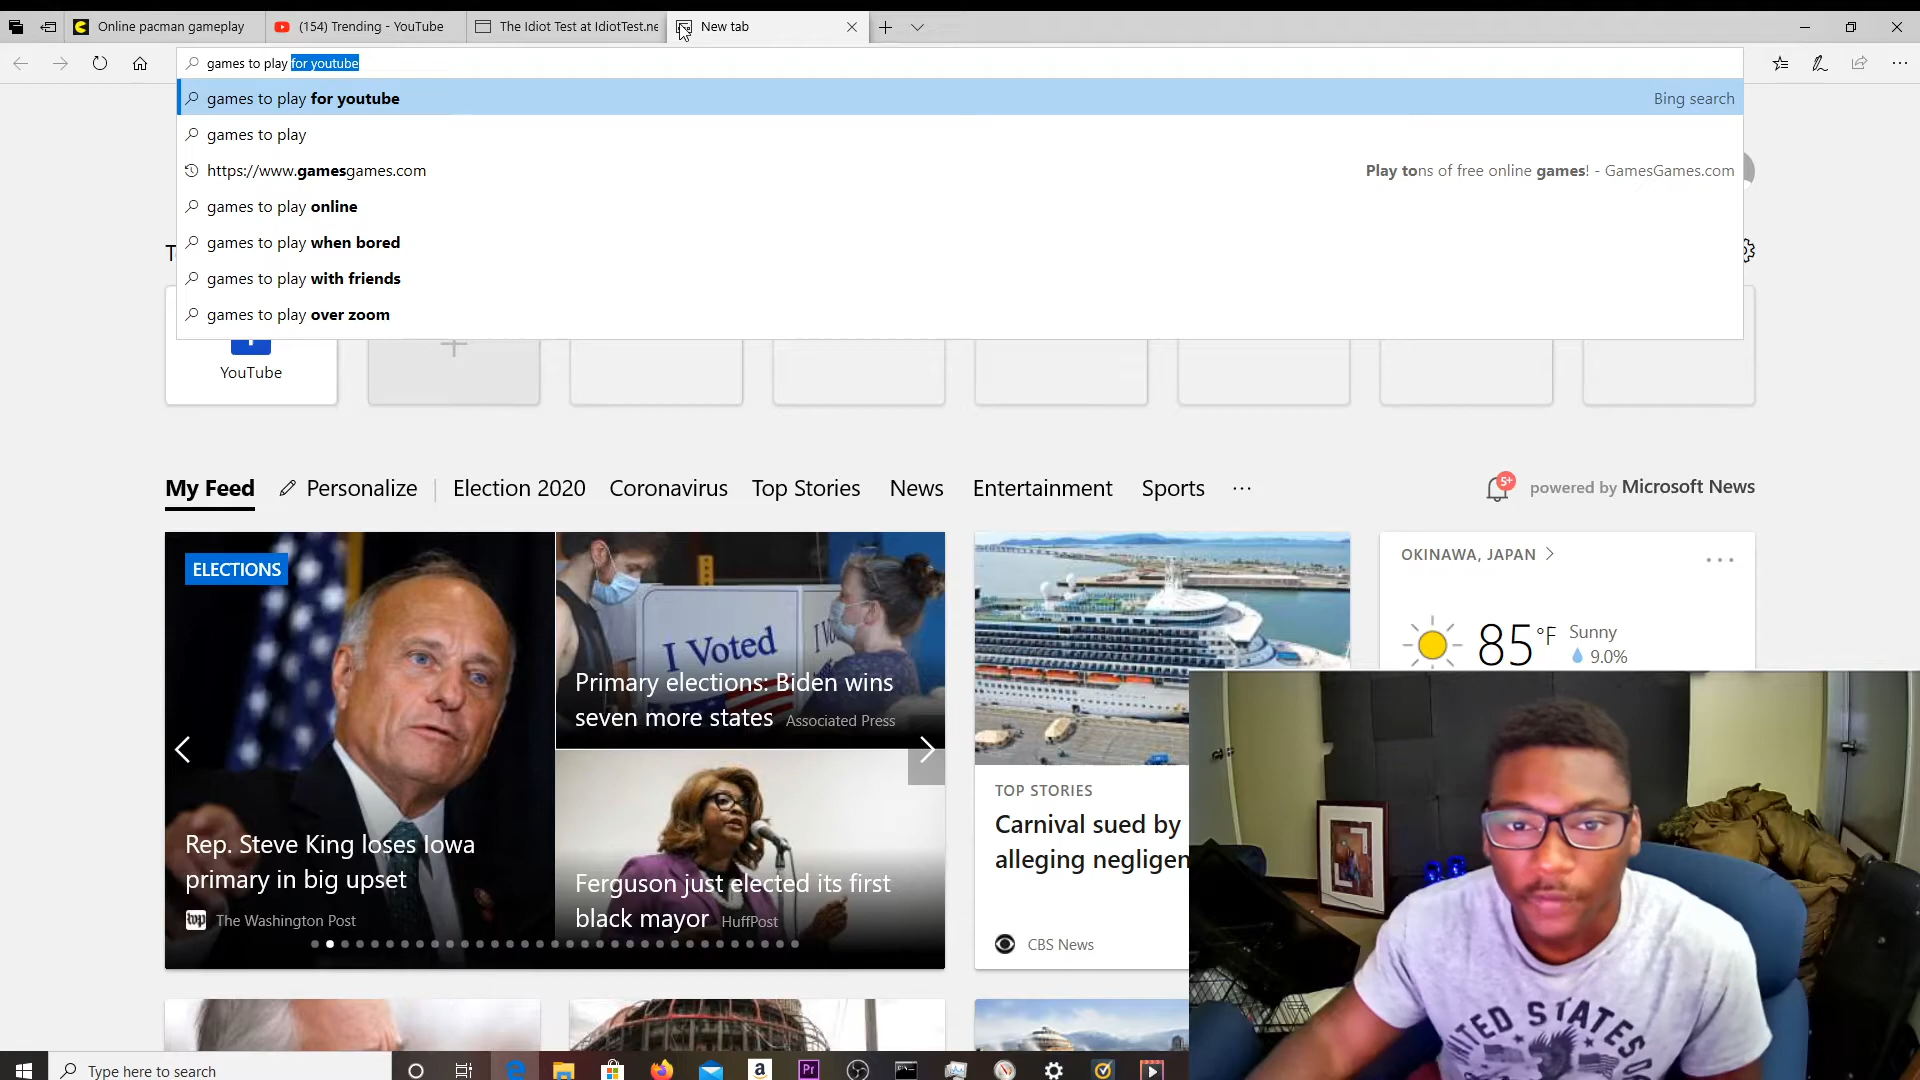 Online pacman gameplay
(154) Trending - YouTube
The Idiot Test at IdiotTest.ne
New tab
games to play for youtube
games to play for youtube
Bing search
games to play
https://www.gamesgames.com
Play tons of free online games! - GamesGames.com
games to play online
games to play when bored
games to play with friends
games to play over zoom
YouTube
My Feed
Personalize
Election 2020
Coronavirus
Top Stories
News
Entertainment
Sports
5+
powered by Microsoft News
ELECTIONS
Rep. Steve King loses Iowa
primary in big upset
wp
The Washington Post
I Voted
Primary elections: Biden wins
seven more states Associated Press
Ferguson just elected its first
black mayor HuffPost
TOP STORIES
Carnival sued by
alleging negligen
CBS News
OKINAWA, JAPAN
85°F
Sunny
9.0%
UNITED STATES
Type here to search
a
Pr